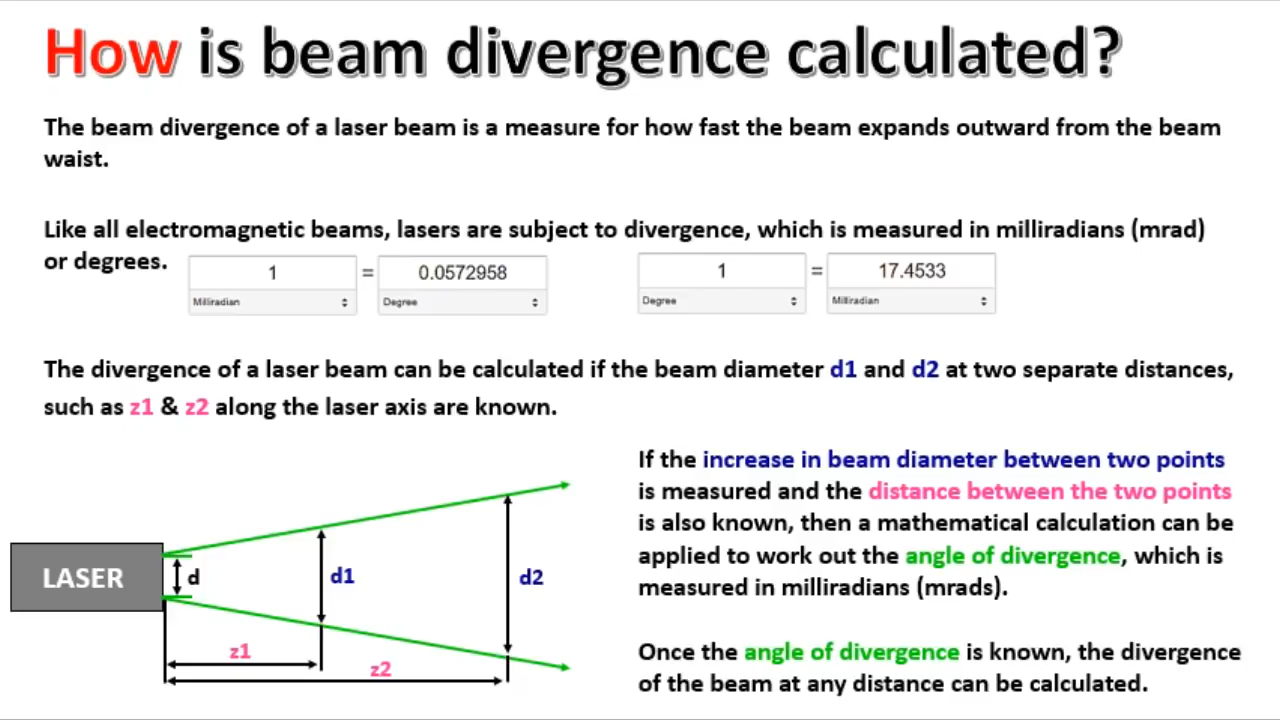 How is beam divergence calculated?
The beam divergence of a laser beam is a measure for how fast the beam expands outward from the beam
waist.
Like all electromagnetic beams, lasers are subject to divergence, which is measured in milliradians (mrad)
or degrees.
1 = 0.0572958
Milliradian Degree
1 = 17.4533
Degree Milliradian
The divergence of a laser beam can be calculated if the beam diameter d1 and d2 at two separate distances,
such as z1 & z2 along the laser axis are known.
LASER
d
d1
d2
z1
z2
If the increase in beam diameter between two points
is measured and the distance between the two points
is also known, then a mathematical calculation can be
applied to work out the angle of divergence, which is
measured in milliradians (mrads).
Once the angle of divergence is known, the divergence
of the beam at any distance can be calculated.